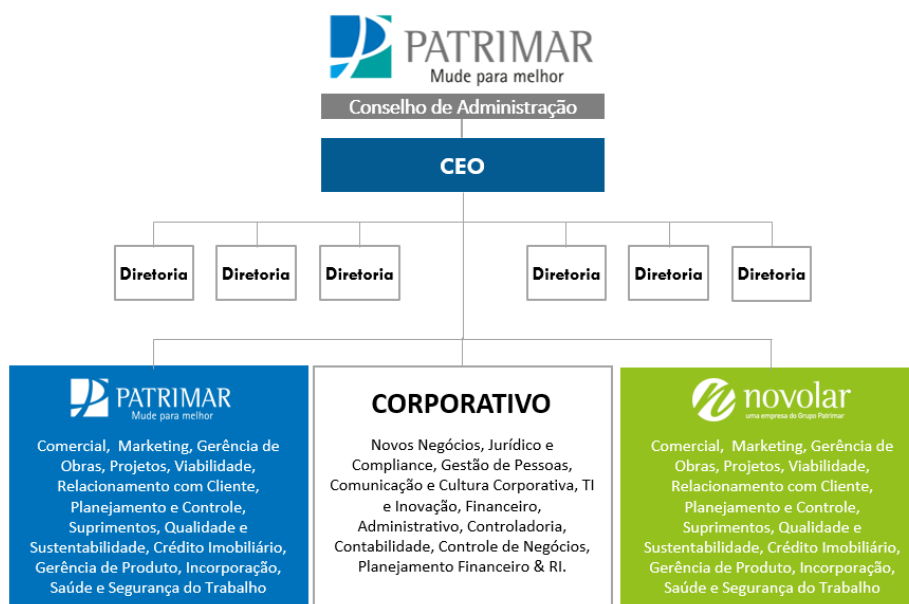 PATRIMAR
Mude para melhor
Conselho de Administração
CEO
Diretoria
Diretoria
Diretoria
Diretoria
Diretoria
Diretoria
PATRIMAR
Mude para melhor
Comercial, Marketing, Gerência de
Obras, Projetos, Viabilidade,
Relacionamento com Cliente,
Planejamento e Controle,
Suprimentos, Qualidade e
Sustentabilidade, Crédito Imobiliário,
Gerência de Produto, Incorporação,
Saúde e Segurança do Trabalho
CORPORATIVO
Novos Negócios, Jurídico e
Compliance, Gestão de Pessoas,
Comunicação e Cultura Corporativa, TI
e Inovação, Financeiro,
Administrativo, Controladoria,
Contabilidade, Controle de Negócios,
Planejamento Financeiro & RI.
novolar
uma empresa do Grupo Patrimar
Comercial, Marketing, Gerência de
Obras, Projetos, Viabilidade,
Relacionamento com Cliente,
Planejamento e Controle,
Suprimentos, Qualidade e
Sustentabilidade, Crédito Imobiliário,
Gerência de Produto, Incorporação,
Saúde e Segurança do Trabalho